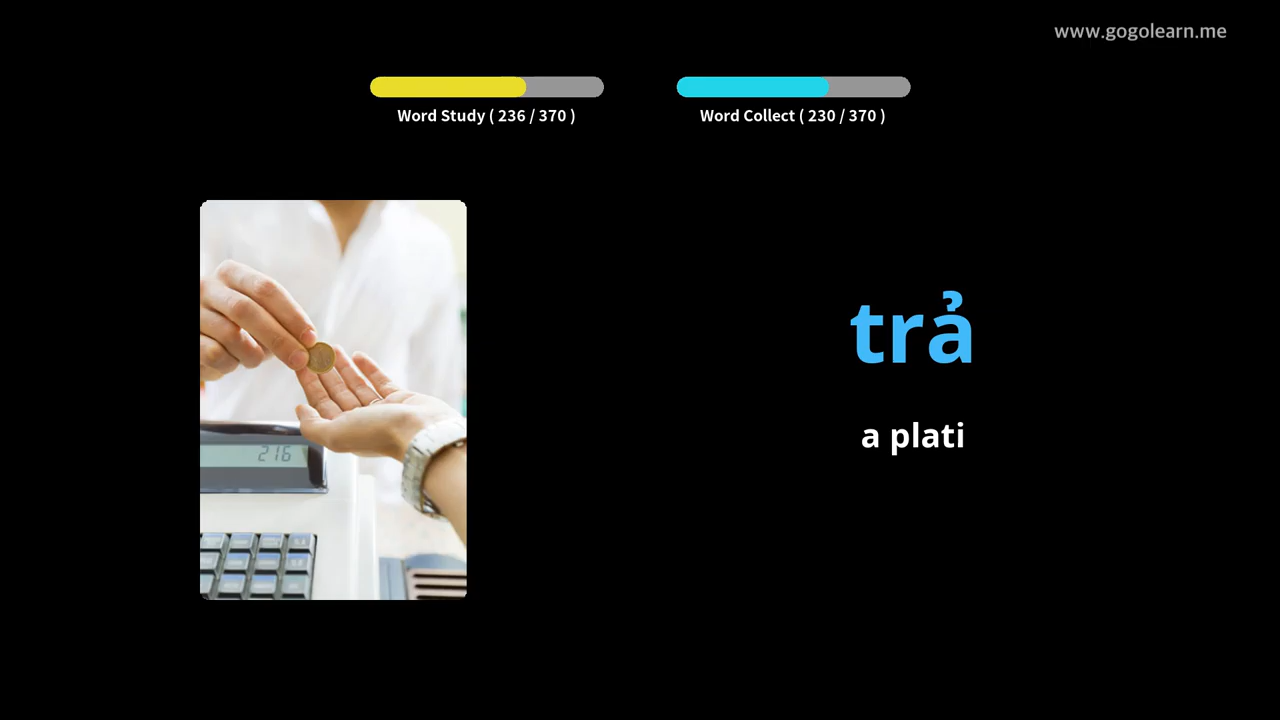 www.gogolearn.me
Word Study ( 236 / 370 )
Word Collect ( 230 / 370 )
trả
a plati
216